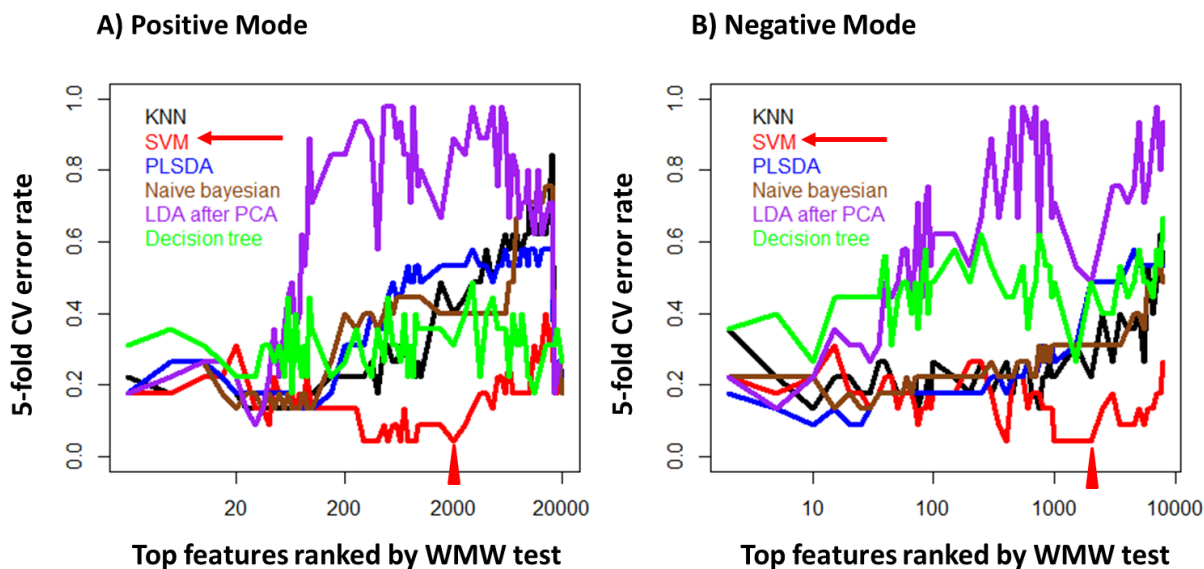 A) Positive Mode
B) Negative Mode
5-fold CV error rate
1.0
0.8
0.6
0.4
0.2
0.0
KNN
SVM
PLSDA
Naive bayesian
LDA after PCA
Decision tree
20
200
2000
20000
Top features ranked by WMW test
5-fold CV error rate
1.0
0.8
0.6
0.4
0.2
0.0
KNN
SVM
PLSDA
Naive bayesian
LDA after PCA
Decision tree
10
100
1000
10000
Top features ranked by WMW test